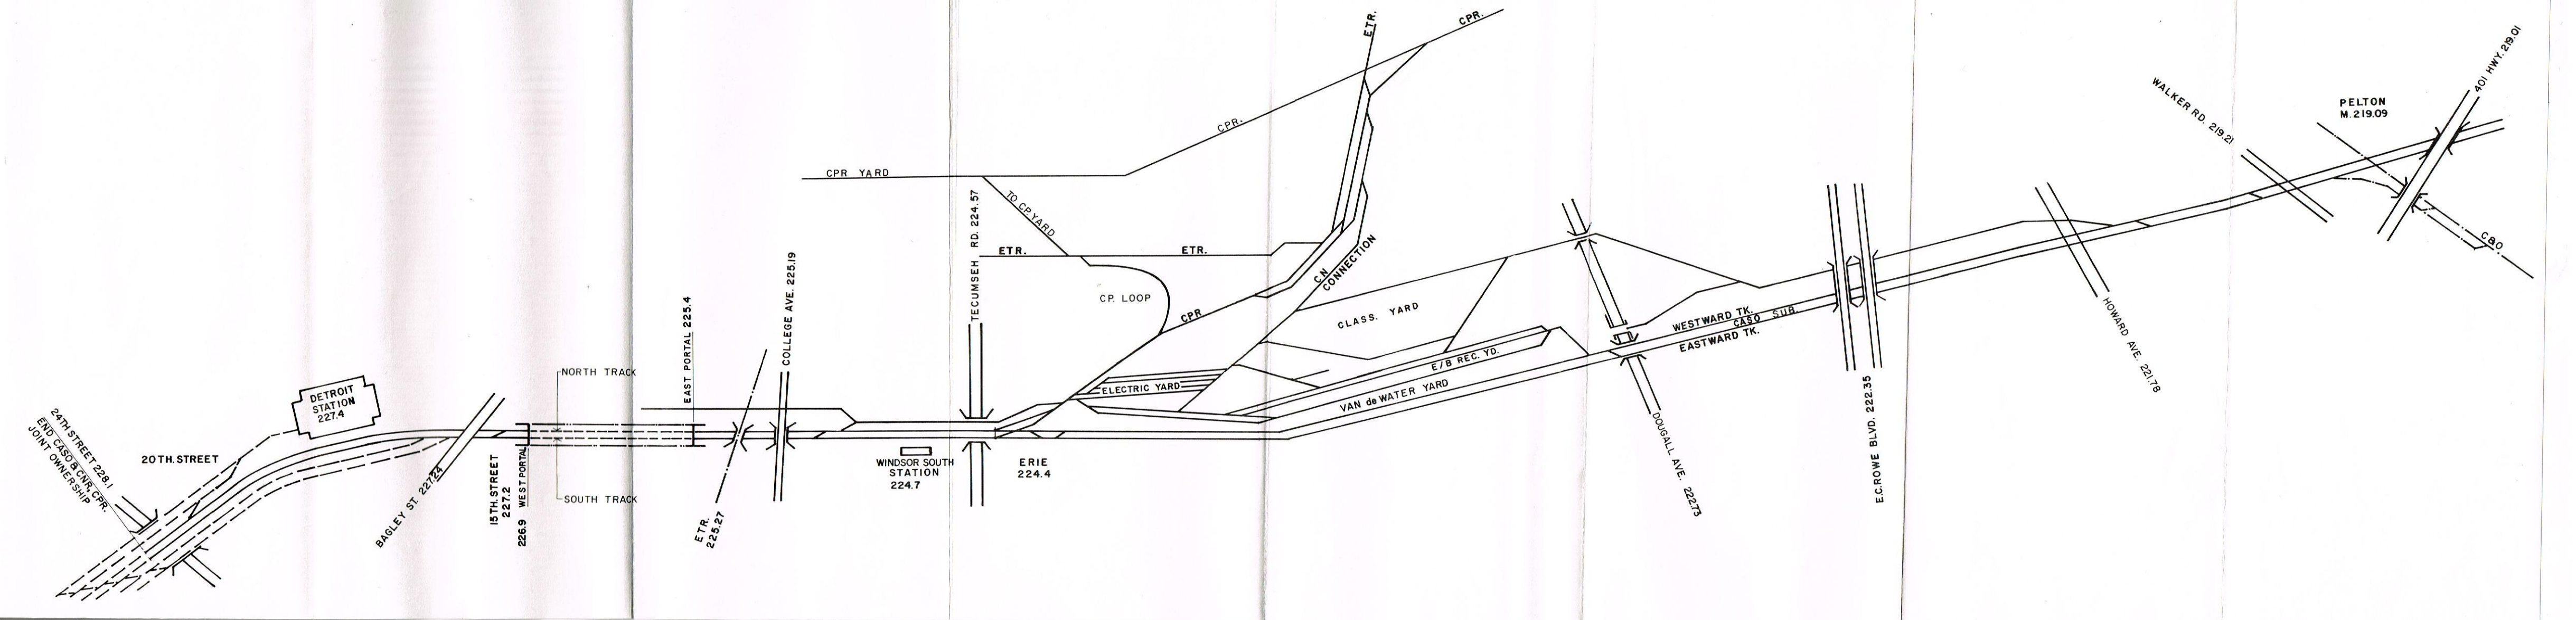 24TH STREET 228.1
END CASO & CNR, CPR.
JOINT OWNERSHIP
20TH. STREET
DETROIT
STATION
227.4
BAGLEY ST. 227.24
15TH. STREET
227.2
226.9 WEST PORTAL
NORTH TRACK
SOUTH TRACK
EAST PORTAL 225.4
ETR.
225.27
COLLEGE AVE. 225.19
CPR YARD
WINDSOR SOUTH
STATION
224.7
TECUMSEH RD. 224.57
TO CP. YARD
ETR.
ETR.
ERIE
224.4
CP. LOOP
CPR
CPR.
CPR.
ETR.
CN
CONNECTION
ELECTRIC YARD
CLASS. YARD
E/B REC. YD.
VAN de WATER YARD
DOUGALL AVE. 222.73
WESTWARD TK.
CASO SUB.
EASTWARD TK.
E.C. ROWE BLVD. 222.35
HOWARD AVE. 221.78
WALKER RD. 219.21
PELTON
M. 219.09
401 HWY. 219.01
C&O